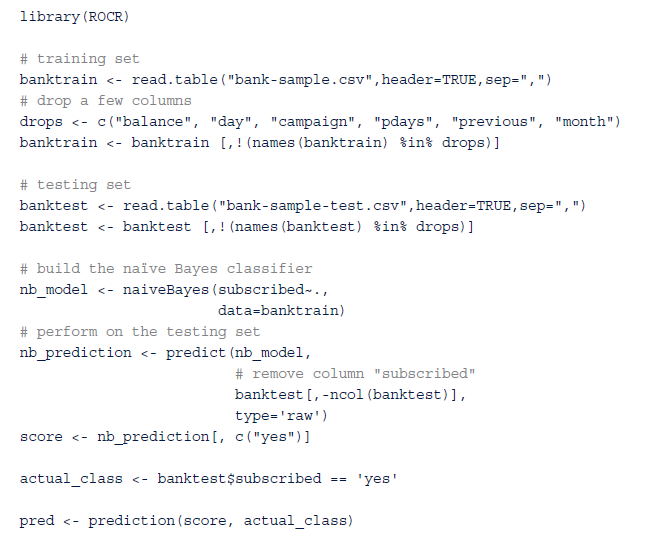 library(ROCR)
# training set
banktrain <- read.table("bank-sample.csv",header=TRUE,sep=",")
# drop a few columns
drops <- c("balance", "day", "campaign", "pdays", "previous", "month")
banktrain <- banktrain [,!(names(banktrain) %in% drops)]
# testing set
banktest <- read.table("bank-sample-test.csv",header=TRUE,sep=",")
banktest <- banktest [,!(names(banktest) %in% drops)]
# build the naïve Bayes classifier
nb_model <- naiveBayes(subscribed~.,
data=banktrain)
# perform on the testing set
nb_prediction <- predict(nb_model,
# remove column "subscribed"
banktest[,-ncol(banktest)],
type='raw')
score <- nb_prediction[, c("yes")]
actual_class <- banktest$subscribed == 'yes'
pred <- prediction(score, actual_class)